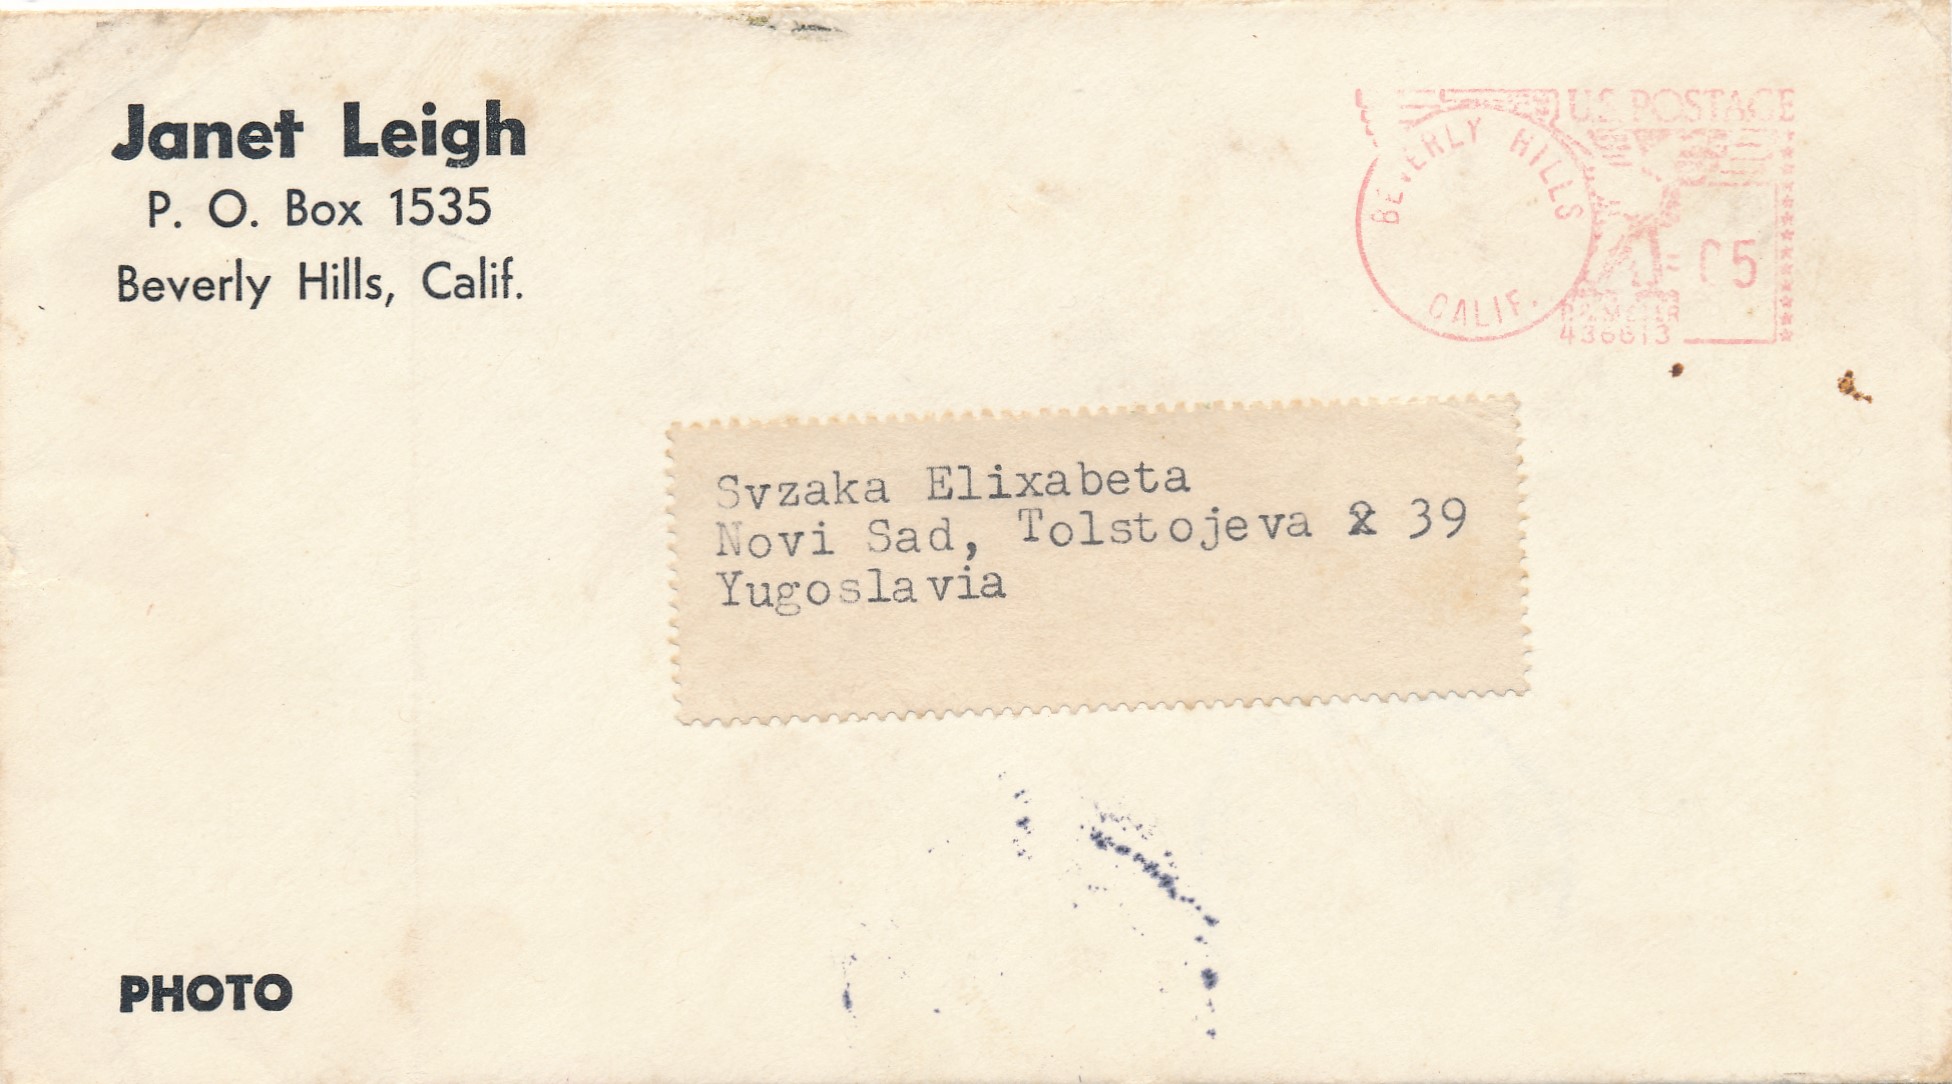 Janet Leigh
P. O. Box 1535
Beverly Hills, Calif.
U.S. POSTAGE
BEVERLY HILLS
CALIF.
05
Svzaka Elixabeta
Novi Sad, Tolstojeva 39
Yugoslavia
PHOTO